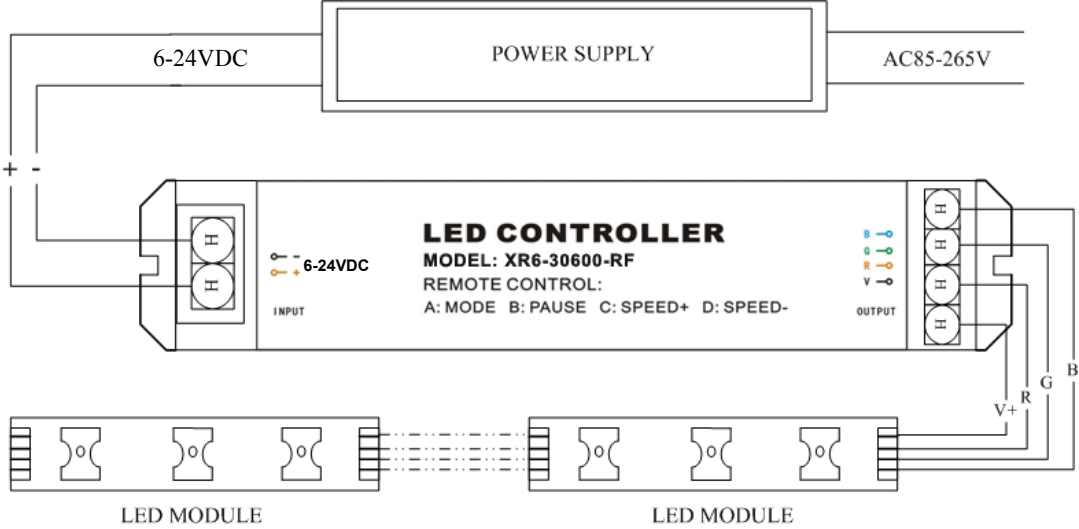 6-24VDC
POWER SUPPLY
AC85-265V
+ -
H
H
- 
+
6-24VDC
INPUT
LED CONTROLLER
MODEL: XR6-30600-RF
REMOTE CONTROL:
A: MODE B: PAUSE C: SPEED+ D: SPEED-
B
G
R
V
OUTPUT
H
H
H
H
B
G
R
V+
LED MODULE
LED MODULE